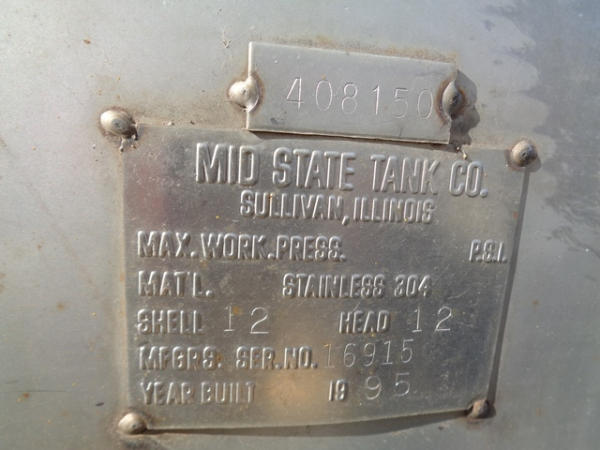 408150
MID STATE TANK CO.
SULLIVAN, ILLINOIS
MAX. WORK. PRESS. P.S.I.
MAT'L. STAINLESS 304
SHELL 12 HEAD 12
MFGRS. SER. NO. 16915
YEAR BUILT 1995